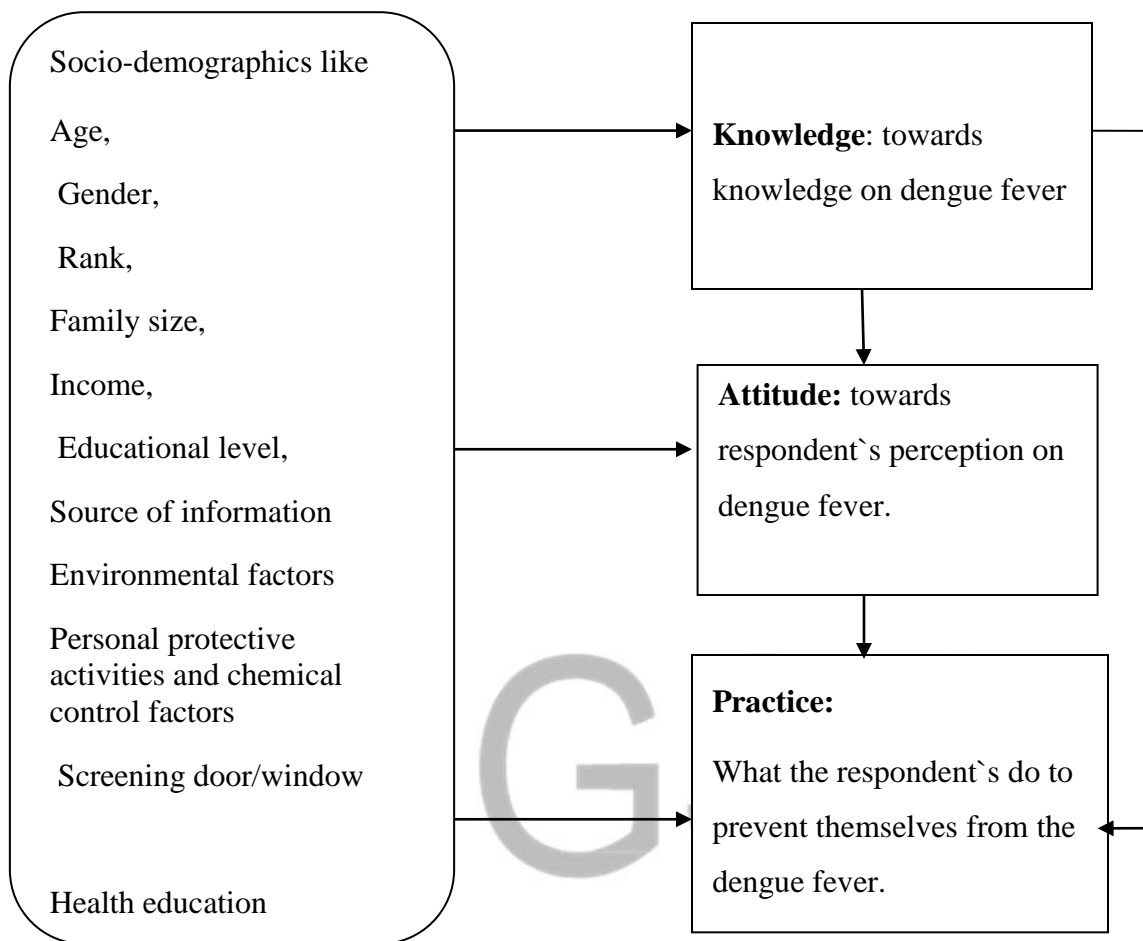 Socio-demographics like
Age,
Gender,
Rank,
Family size,
Income,
Educational level,
Source of information
Environmental factors
Personal protective
activities and chemical
control factors
Screening door/window
Health education
Knowledge: towards
knowledge on dengue fever
Attitude: towards
respondent`s perception on
dengue fever.
Practice:
What the respondent`s do to
prevent themselves from the
dengue fever.
G